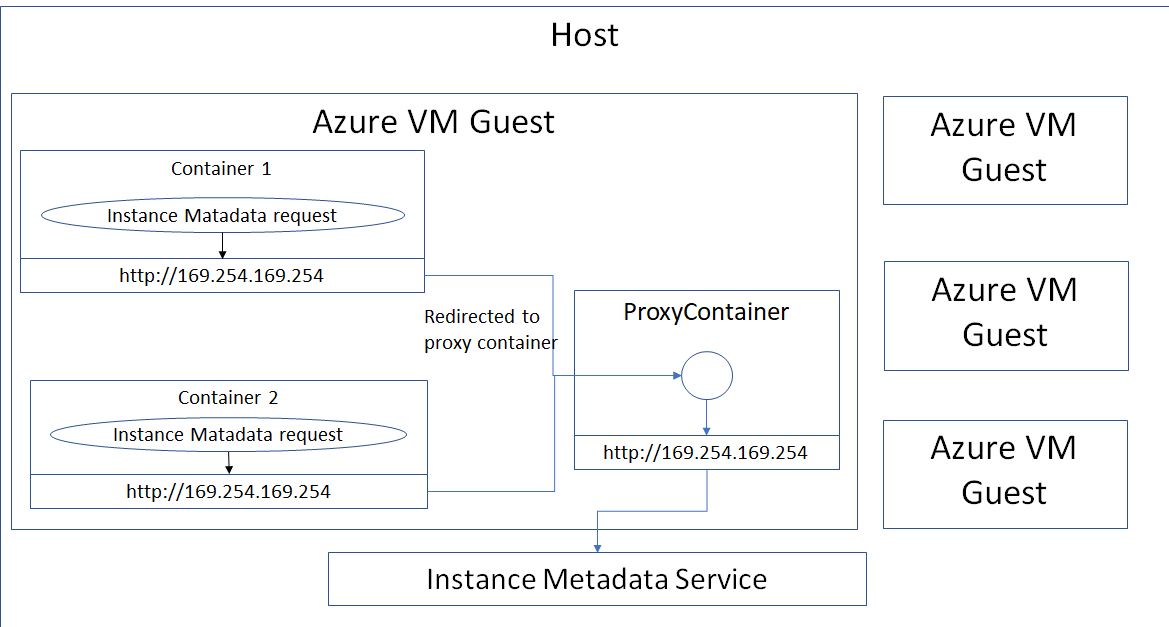 Host
Azure VM Guest
Container 1
Instance Matadata request
http://169.254.169.254
Redirected to
proxy container
ProxyContainer
http://169.254.169.254
Container 2
Instance Matadata request
http://169.254.169.254
Instance Metadata Service
Azure VM
Guest
Azure VM
Guest
Azure VM
Guest